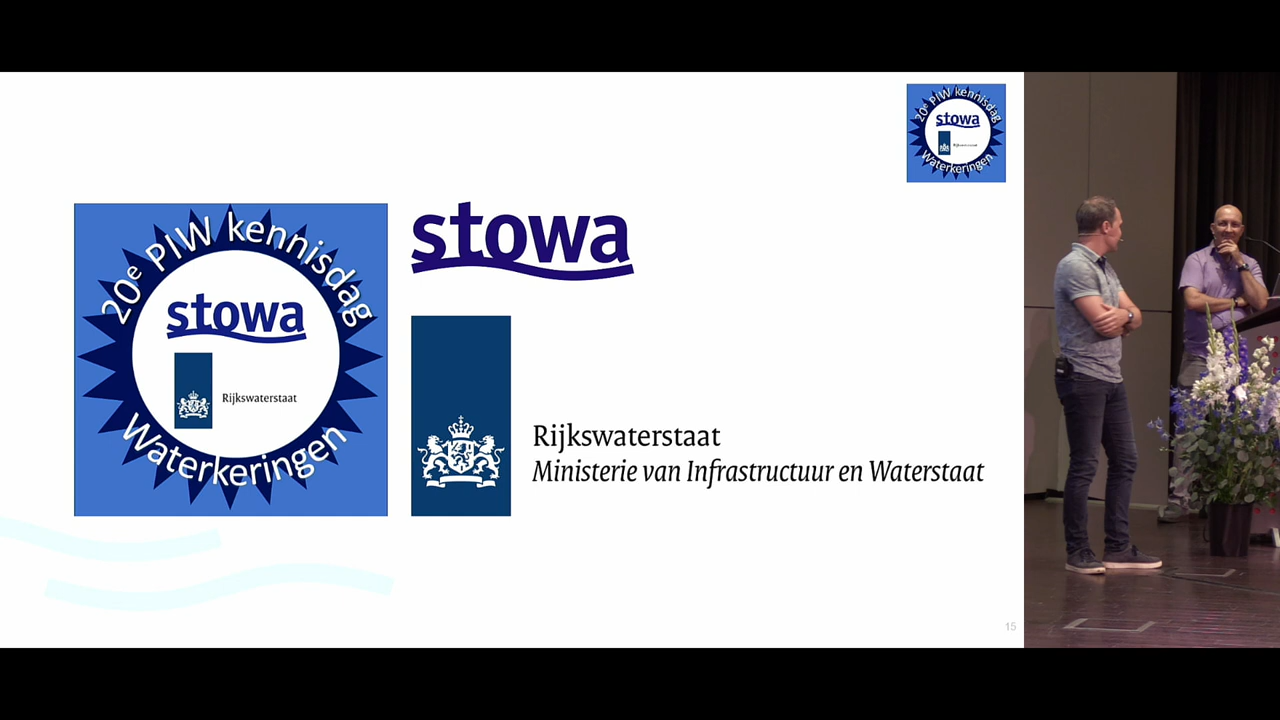 20e PIW kennisdag
stowa
Rijkswaterstaat
Waterkeringen
20e PIW kennisdag
stowa
Rijkswaterstaat
Waterkeringen
stowa
Rijkswaterstaat
Ministerie van Infrastructuur en Waterstaat
15